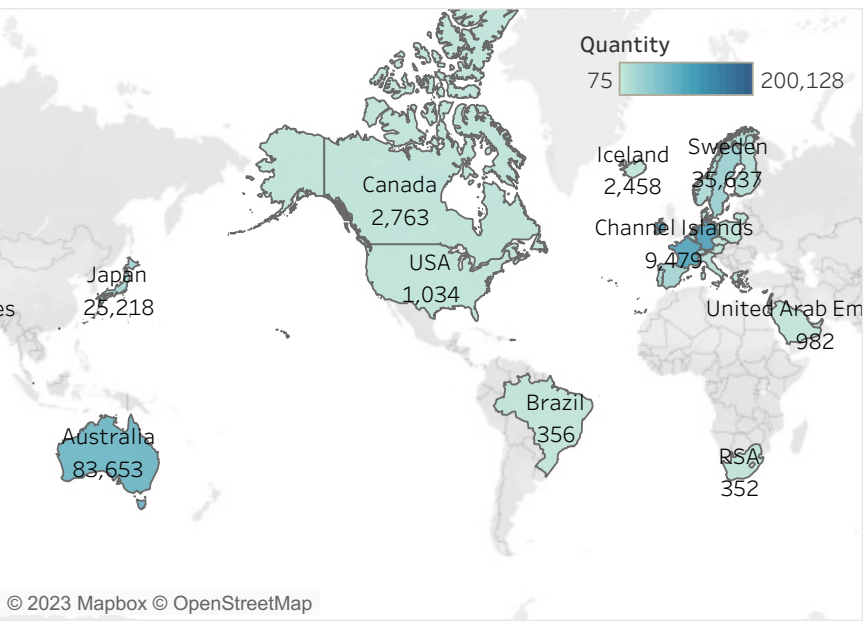 Quantity
75
200,128
Iceland
2,458
Sweden
35,637
Canada
2,763
Channel Islands
9,479
USA
1,034
Japan
25,218
es
United Arab Em
982
Brazil
356
Australia
83,653
RSA
352
© 2023 Mapbox © OpenStreetMap